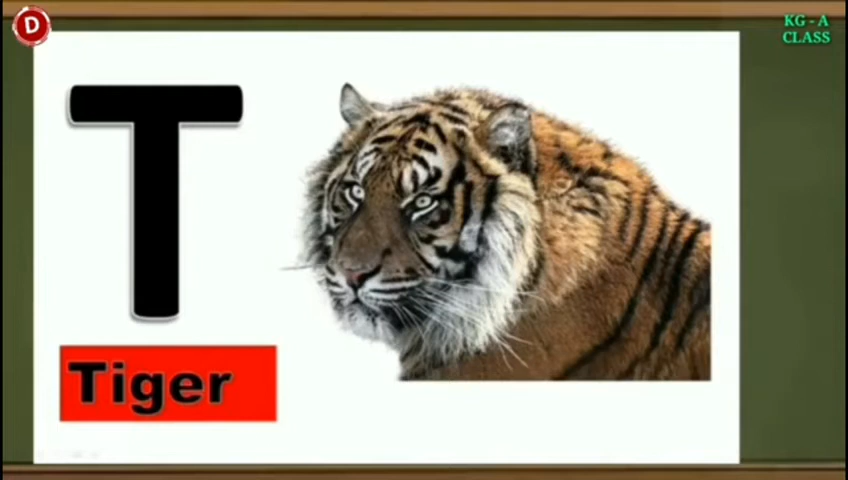 D
KG - A
CLASS
T
Tiger